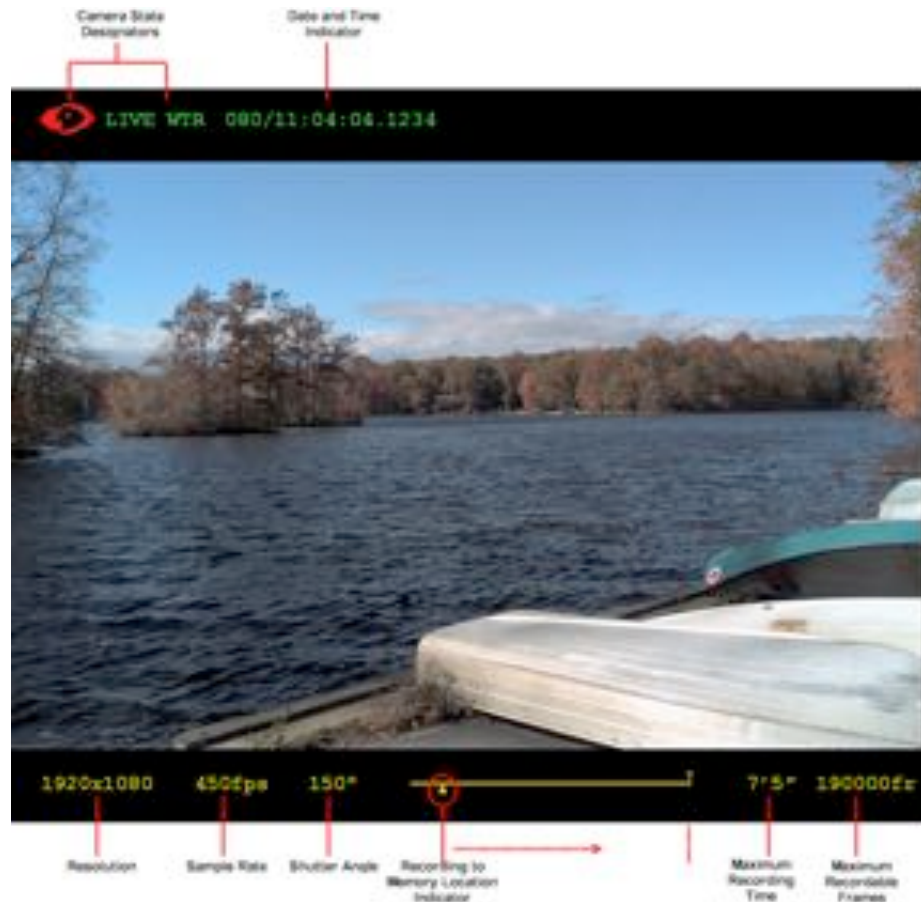 Camera State
Designators
Date and Time
Indicator
LIVE WTR 080/11:04:04.1234
1920x1080 450fps 150° T 7'5" 190000fr
Resolution
Sample Rate
Shutter Angle
Recording to
Memory Location
Indicator
Maximum
Recording
Time
Maximum
Recordable
Frames